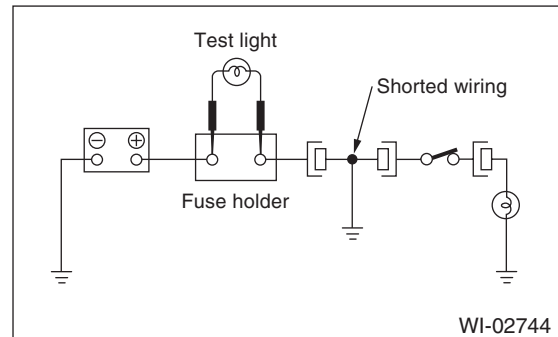 Test light
Shorted wiring
⊖ ⊕
Fuse holder
WI-02744